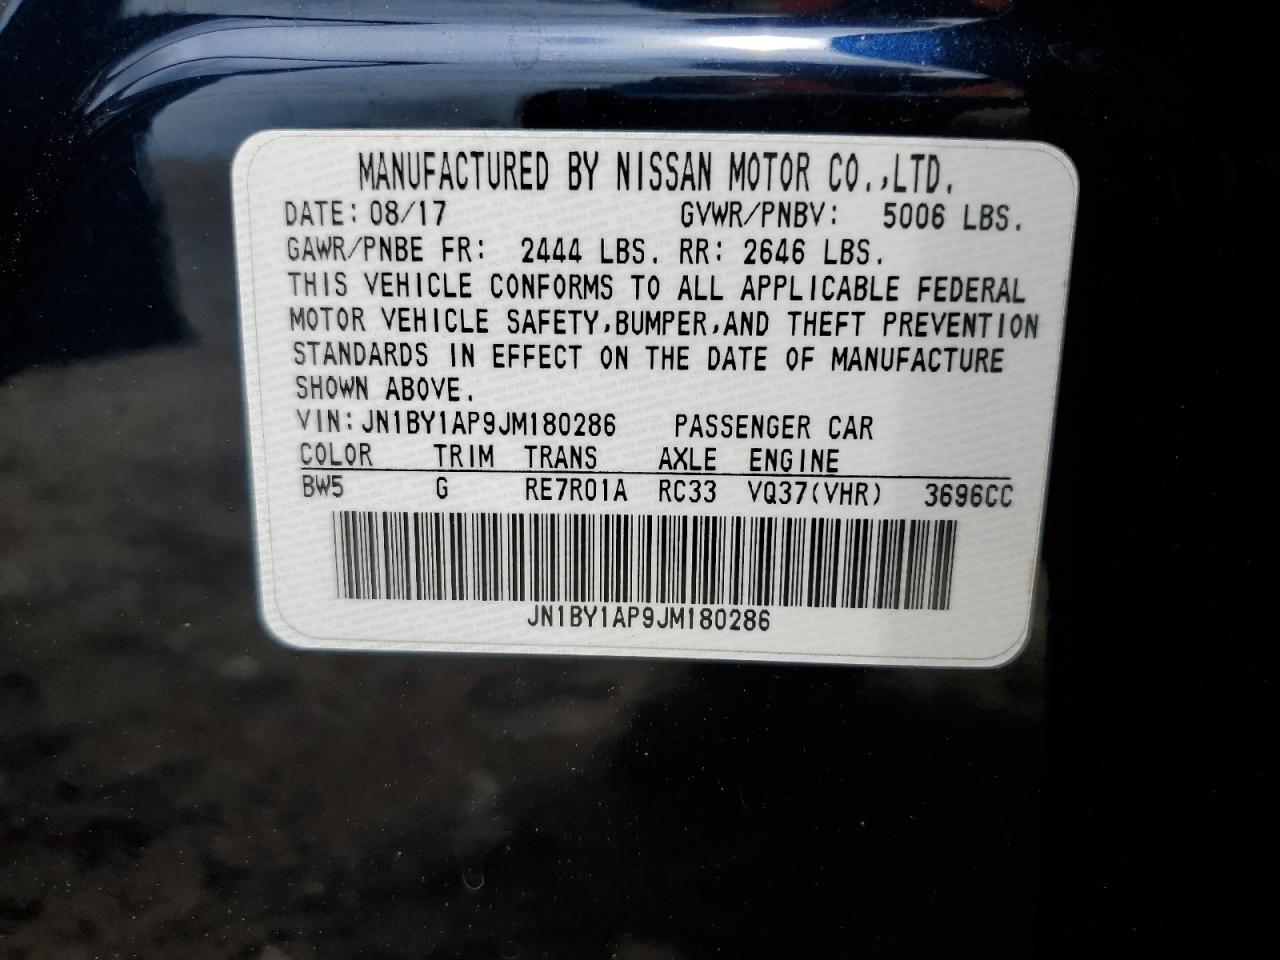 MANUFACTURED BY NISSAN MOTOR CO.,LTD.
DATE: 08/17 GVWR/PNBV: 5006 LBS.
GAWR/PNBE FR: 2444 LBS. RR: 2646 LBS.
THIS VEHICLE CONFORMS TO ALL APPLICABLE FEDERAL
MOTOR VEHICLE SAFETY,BUMPER,AND THEFT PREVENTION
STANDARDS IN EFFECT ON THE DATE OF MANUFACTURE
SHOWN ABOVE.
VIN: JN1BY1AP9JM180286 PASSENGER CAR
COLOR TRIM TRANS AXLE ENGINE
BW5 G RE7R01A RC33 VQ37(VHR) 3696CC
JN1BY1AP9JM180286